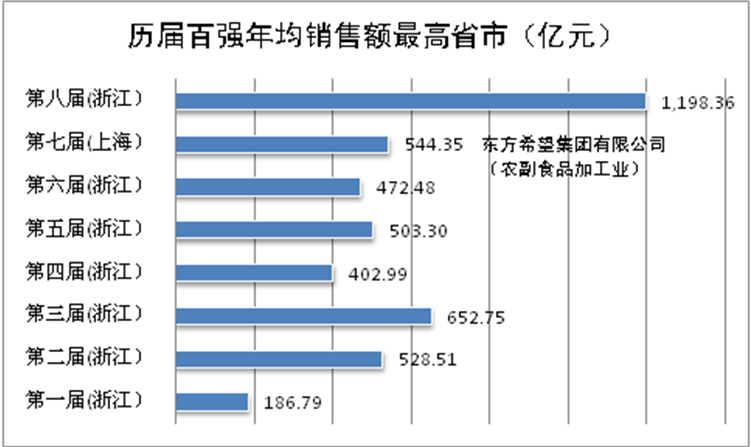 历届百强年均销售额最高省市（亿元）
第八届(浙江） 1,198.36
第七届(上海） 544.35 东方希望集团有限公司
（农副食品加工业）
第六届(浙江） 472.48
第五届(浙江） 503.30
第四届(浙江） 402.99
第三届(浙江） 652.75
第二届(浙江） 528.51
第一届(浙江） 186.79